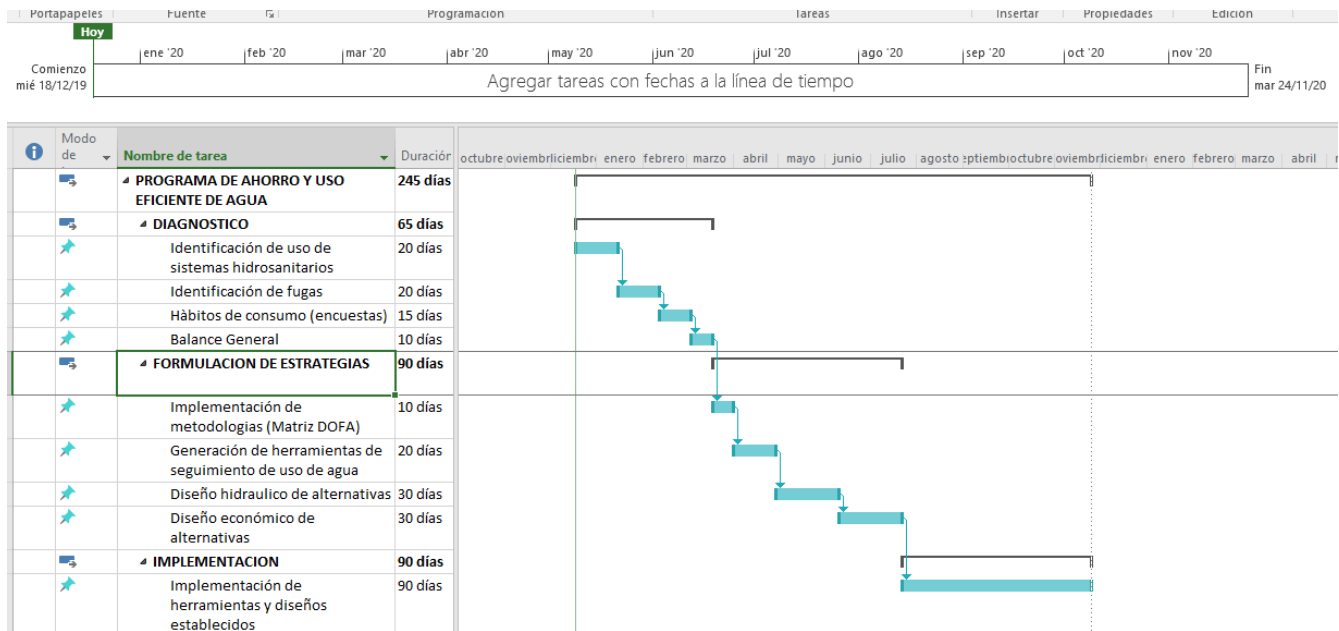 Portapapeles Fuente Programación Tareas Insertar Propiedades Edición
Hoy
ene '20 feb '20 mar '20 abr '20 may '20 jun '20 jul '20 ago '20 sep '20 oct '20 nov '20
Comienzo
mié 18/12/19
Agregar tareas con fechas a la línea de tiempo
Fin
mar 24/11/20
Modo
de
Nombre de tarea
Duración
octubre oviembr liciembre enero febrero marzo abril mayo junio julio agosto eptiembr octubre oviembr liciembre enero febrero marzo abril
PROGRAMA DE AHORRO Y USO 245 días
EFICIENTE DE AGUA
DIAGNOSTICO 65 días
Identificación de uso de 20 días
sistemas hidrosanitarios
Identificación de fugas 20 días
Hàbitos de consumo (encuestas) 15 días
Balance General 10 días
FORMULACION DE ESTRATEGIAS 90 días
Implementación de 10 días
metodologias (Matriz DOFA)
Generación de herramientas de 20 días
seguimiento de uso de agua
Diseño hidraulico de alternativas 30 días
Diseño económico de 30 días
alternativas
IMPLEMENTACION 90 días
Implementación de 90 días
herramientas y diseños
establecidos